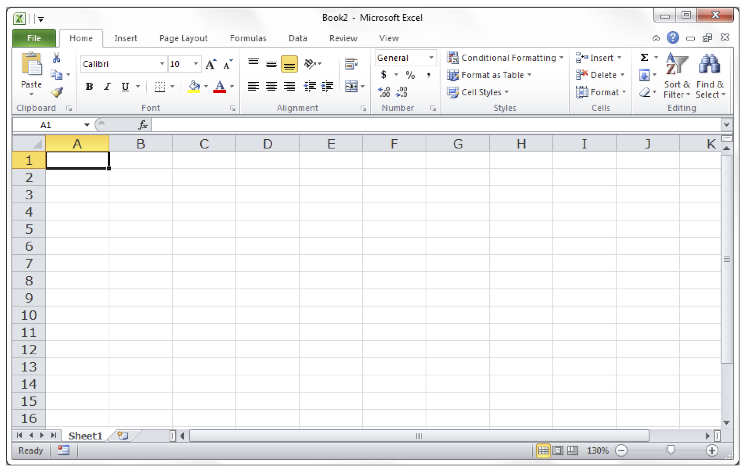 Book2 - Microsoft Excel
File Home Insert Page Layout Formulas Data Review View
Calibri 10 A A General Conditional Formatting Insert Σ
Paste B I U A $ % , Format as Table Delete Sort & Find &
.00 .0 Cell Styles Format Filter Select
Clipboard Font Alignment Number Styles Cells Editing
A1 fx
A B C D E F G H I J K
1
2
3
4
5
6
7
8
9
10
11
12
13
14
15
16
Sheet1
Ready 130%